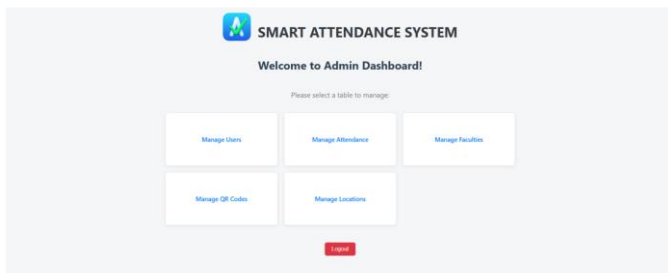 SMART ATTENDANCE SYSTEM
Welcome to Admin Dashboard!
Please select a table to manage:
Manage Users
Manage Attendance
Manage Faculties
Manage QR Codes
Manage Locations
Logout